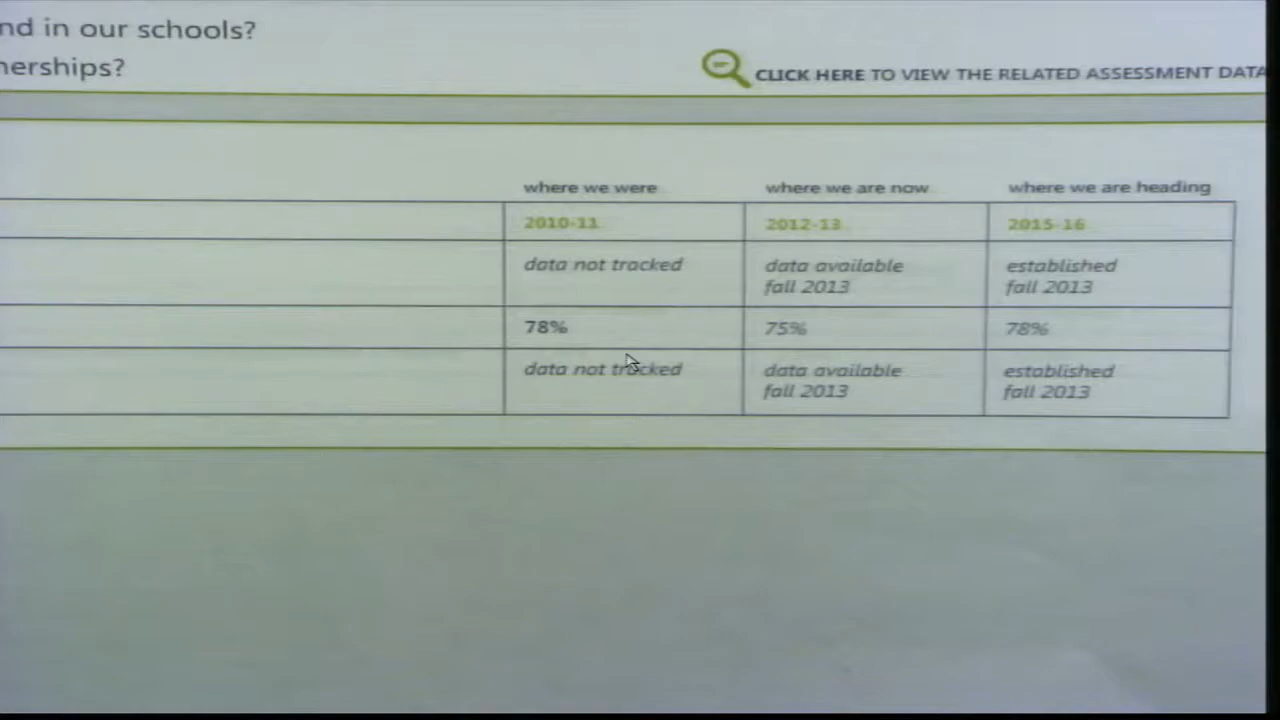 nd in our schools?
nerships?
CLICK HERE TO VIEW THE RELATED ASSESSMENT DATA
where we were where we are now where we are heading
2010-11 2012-13 2015-16
data not tracked data available fall 2013 established fall 2013
78% 75% 78%
data not tracked data available fall 2013 established fall 2013